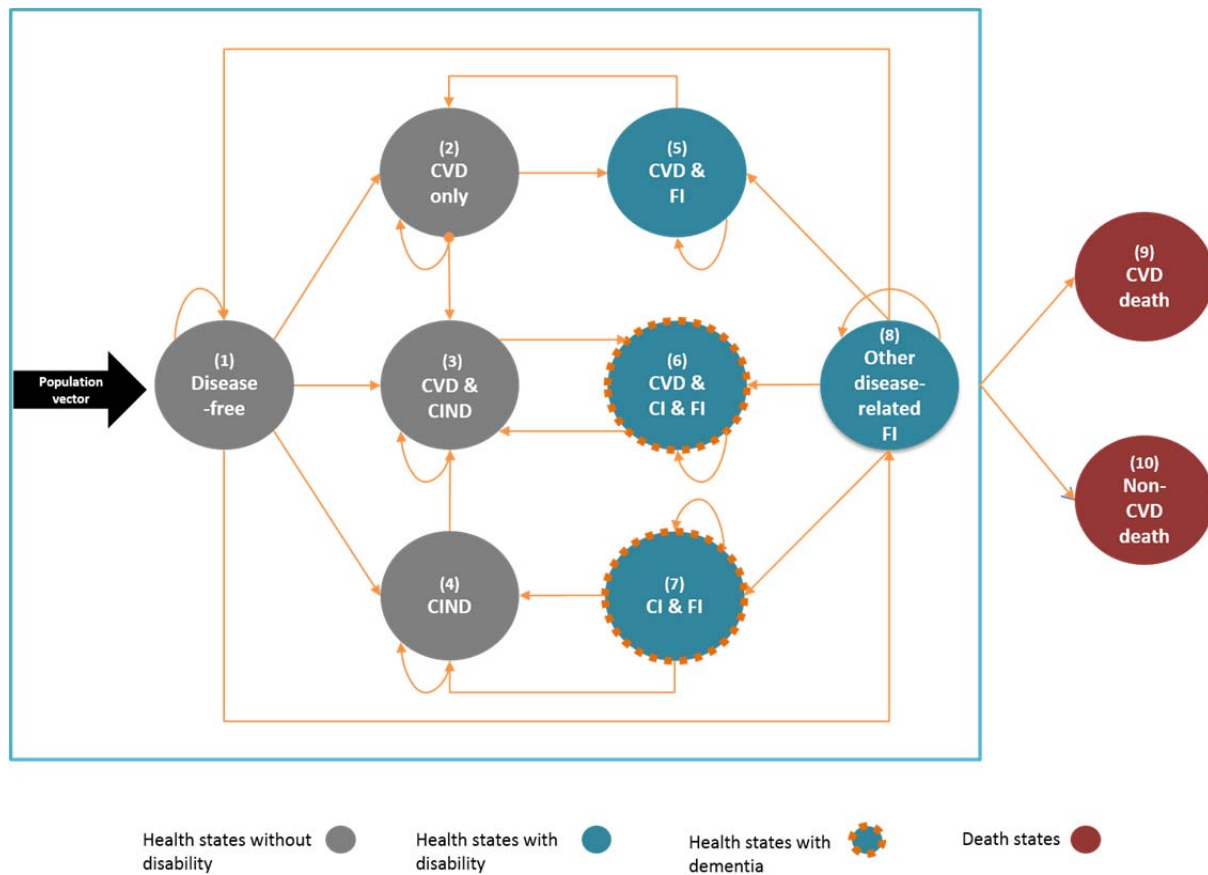 (2)
CVD
only
(5)
CVD &
FI
(9)
CVD
death
Population
vector
(1)
Disease
-free
(3)
CVD &
CIND
(6)
CVD &
CI & FI
(8)
Other
disease-
related
FI
(10)
Non-
CVD
death
(4)
CIND
(7)
CI & FI
Health states without
disability
Health states with
disability
Health states with
dementia
Death states